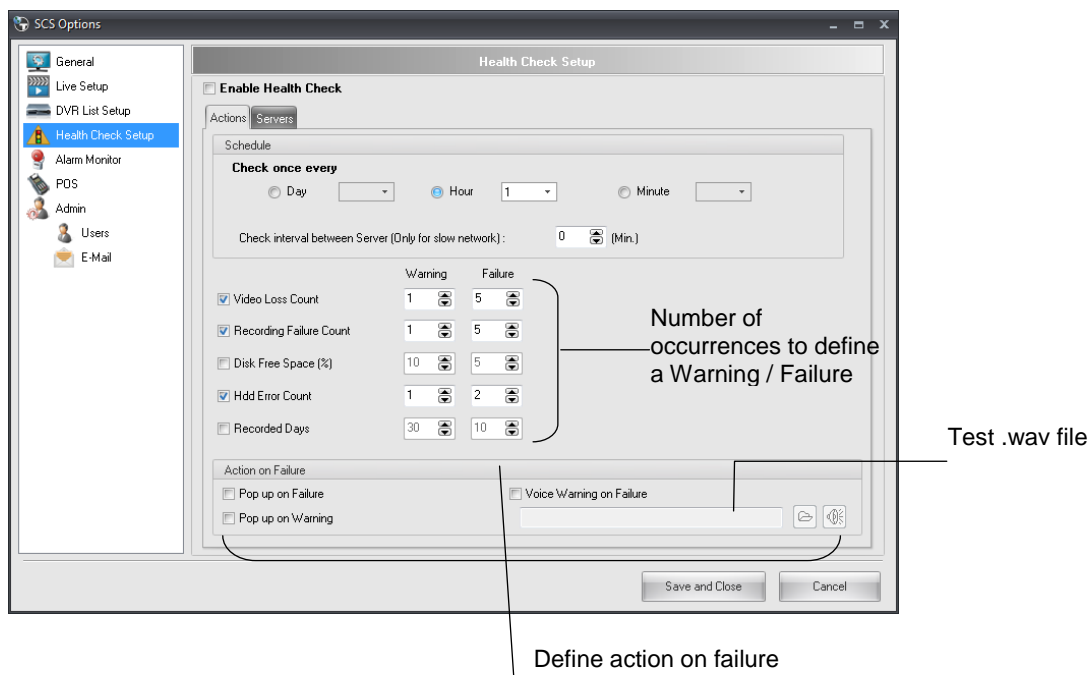 SCS Options
General
Live Setup
DVR List Setup
Health Check Setup
Alarm Monitor
POS
Admin
Users
E-Mail
Health Check Setup
Enable Health Check
Actions Servers
Schedule
Check once every
Day Hour 1 Minute
Check interval between Server (Only for slow network) : 0 (Min.)
Warning Failure
Video Loss Count 1 5
Recording Failure Count 1 5
Disk Free Space (%) 10 5
Hdd Error Count 1 2
Recorded Days 30 10
Number of
occurrences to define
a Warning / Failure
Test .wav file
Action on Failure
Pop up on Failure Voice Warning on Failure
Pop up on Warning
Save and Close Cancel
Define action on failure